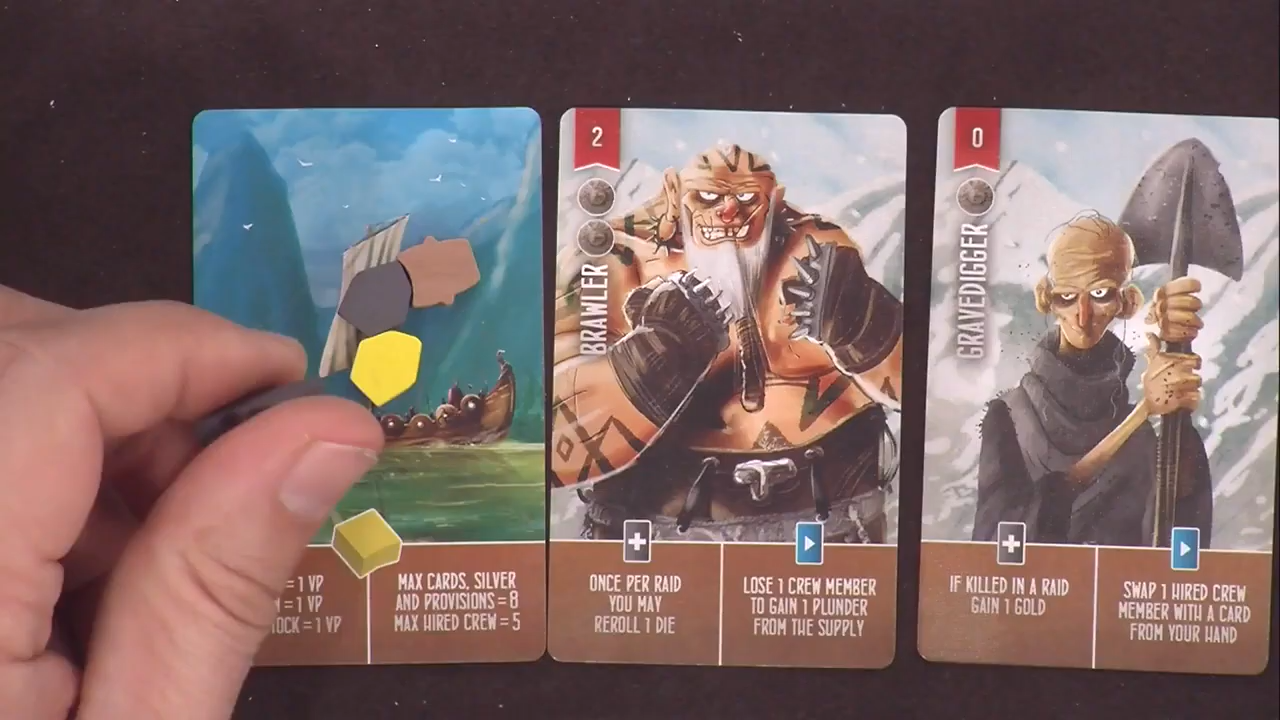 = 1 VP
= 1 VP
= 1 VP
MAX CARDS, SILVER
AND PROVISIONS = 8
MAX HIRED CREW = 5
2
BRAWLER
ONCE PER RAID
YOU MAY
REROLL 1 DIE
LOSE 1 CREW MEMBER
TO GAIN 1 PLUNDER
FROM THE SUPPLY
0
GRAVEDIGGER
IF KILLED IN A RAID
GAIN 1 GOLD
SWAP 1 HIRED CREW
MEMBER WITH A CARD
FROM YOUR HAND